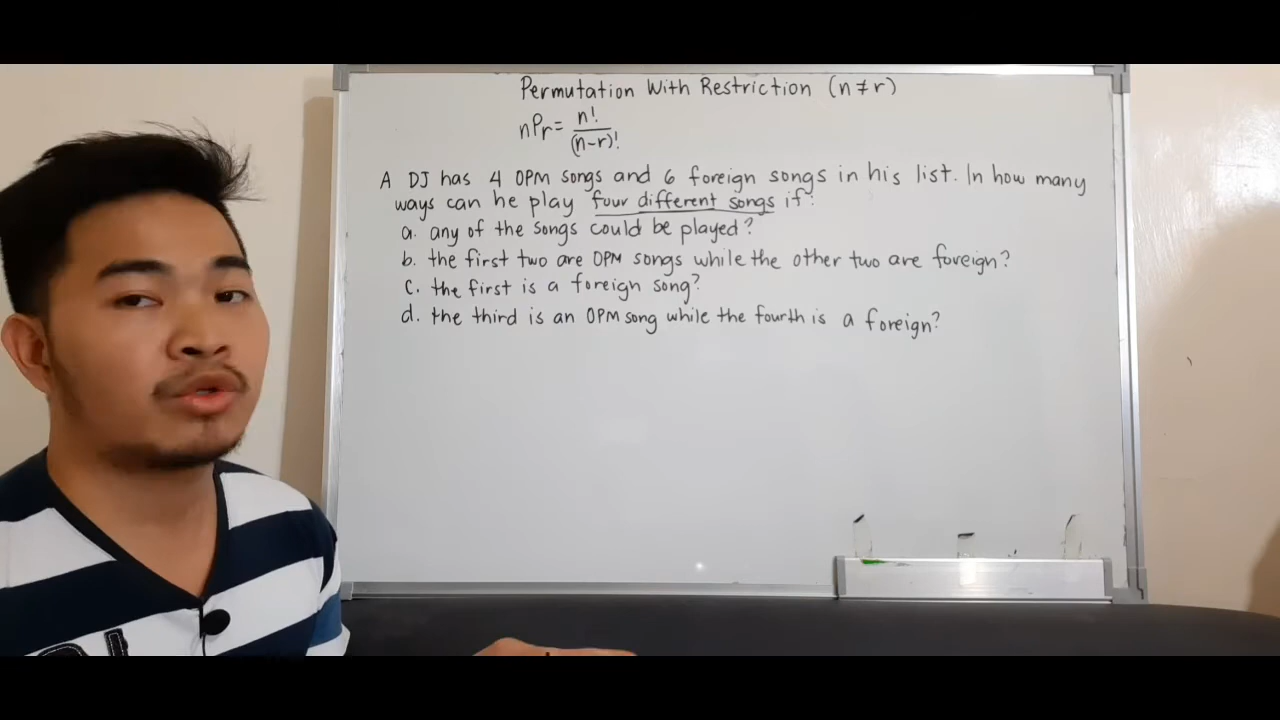 Permutation With Restriction (n ≠ r)
nPr = n!/(n-r)!
A DJ has 4 OPM songs and 6 foreign songs in his list. In how many
ways can he play four different songs if:
a. any of the songs could be played?
b. the first two are OPM songs while the other two are foreign?
c. the first is a foreign song?
d. the third is an OPM song while the fourth is a foreign?